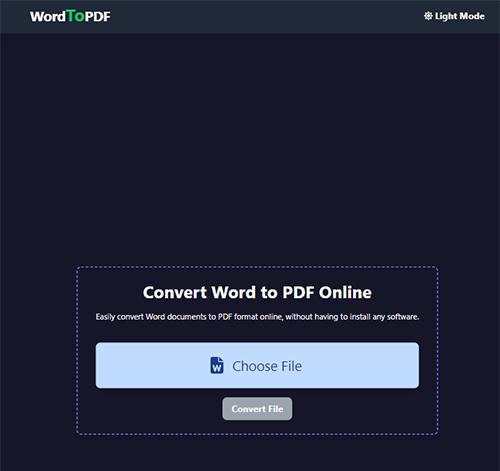 WordToPDF
Light Mode
Convert Word to PDF Online
Easily convert Word documents to PDF format online, without having to install any software.
W
Choose File
Convert File